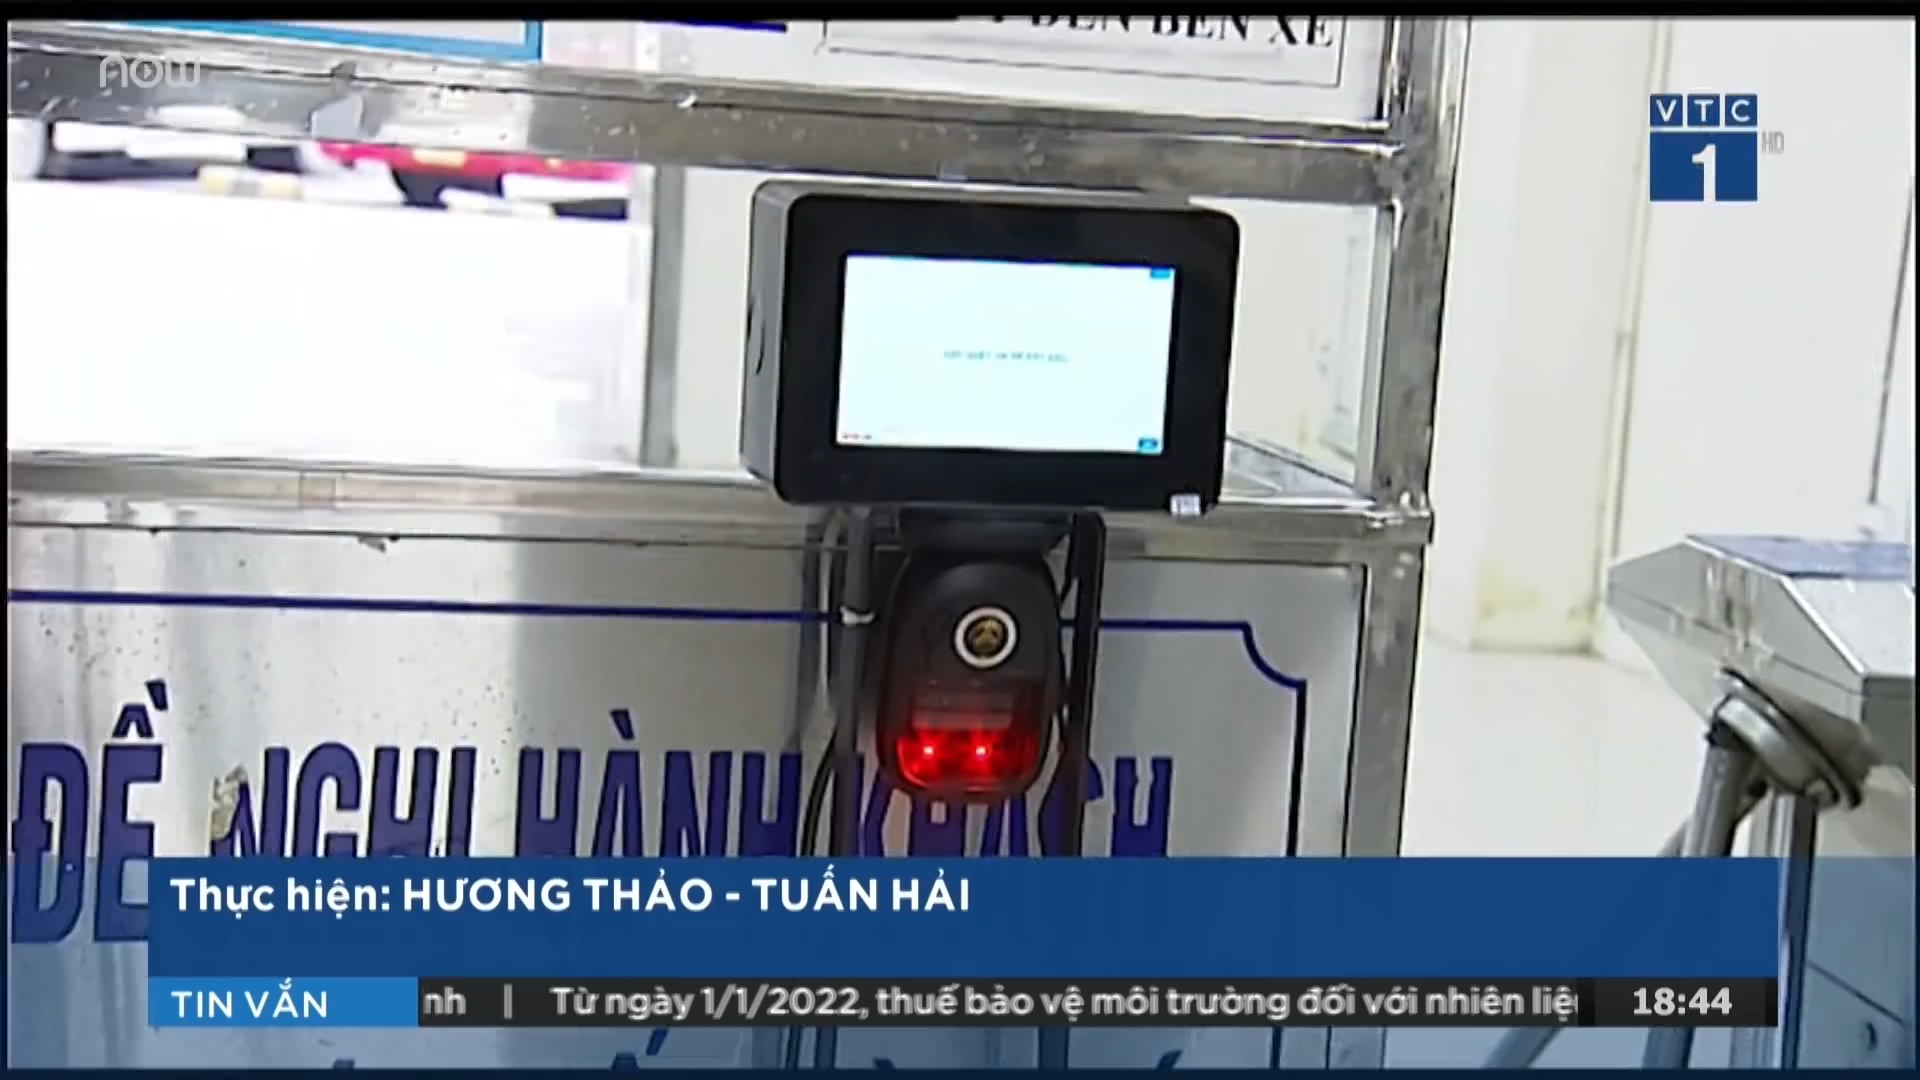 ĐẾN BẾN XE
now
VTC
1
HD
ĐỀ NGHỊ HÀNH KHÁCH
Thực hiện: HƯƠNG THẢO - TUẤN HẢI
TIN VẮN
nh | Từ ngày 1/1/2022, thuế bảo vệ môi trường đối với nhiên liệ
18:44